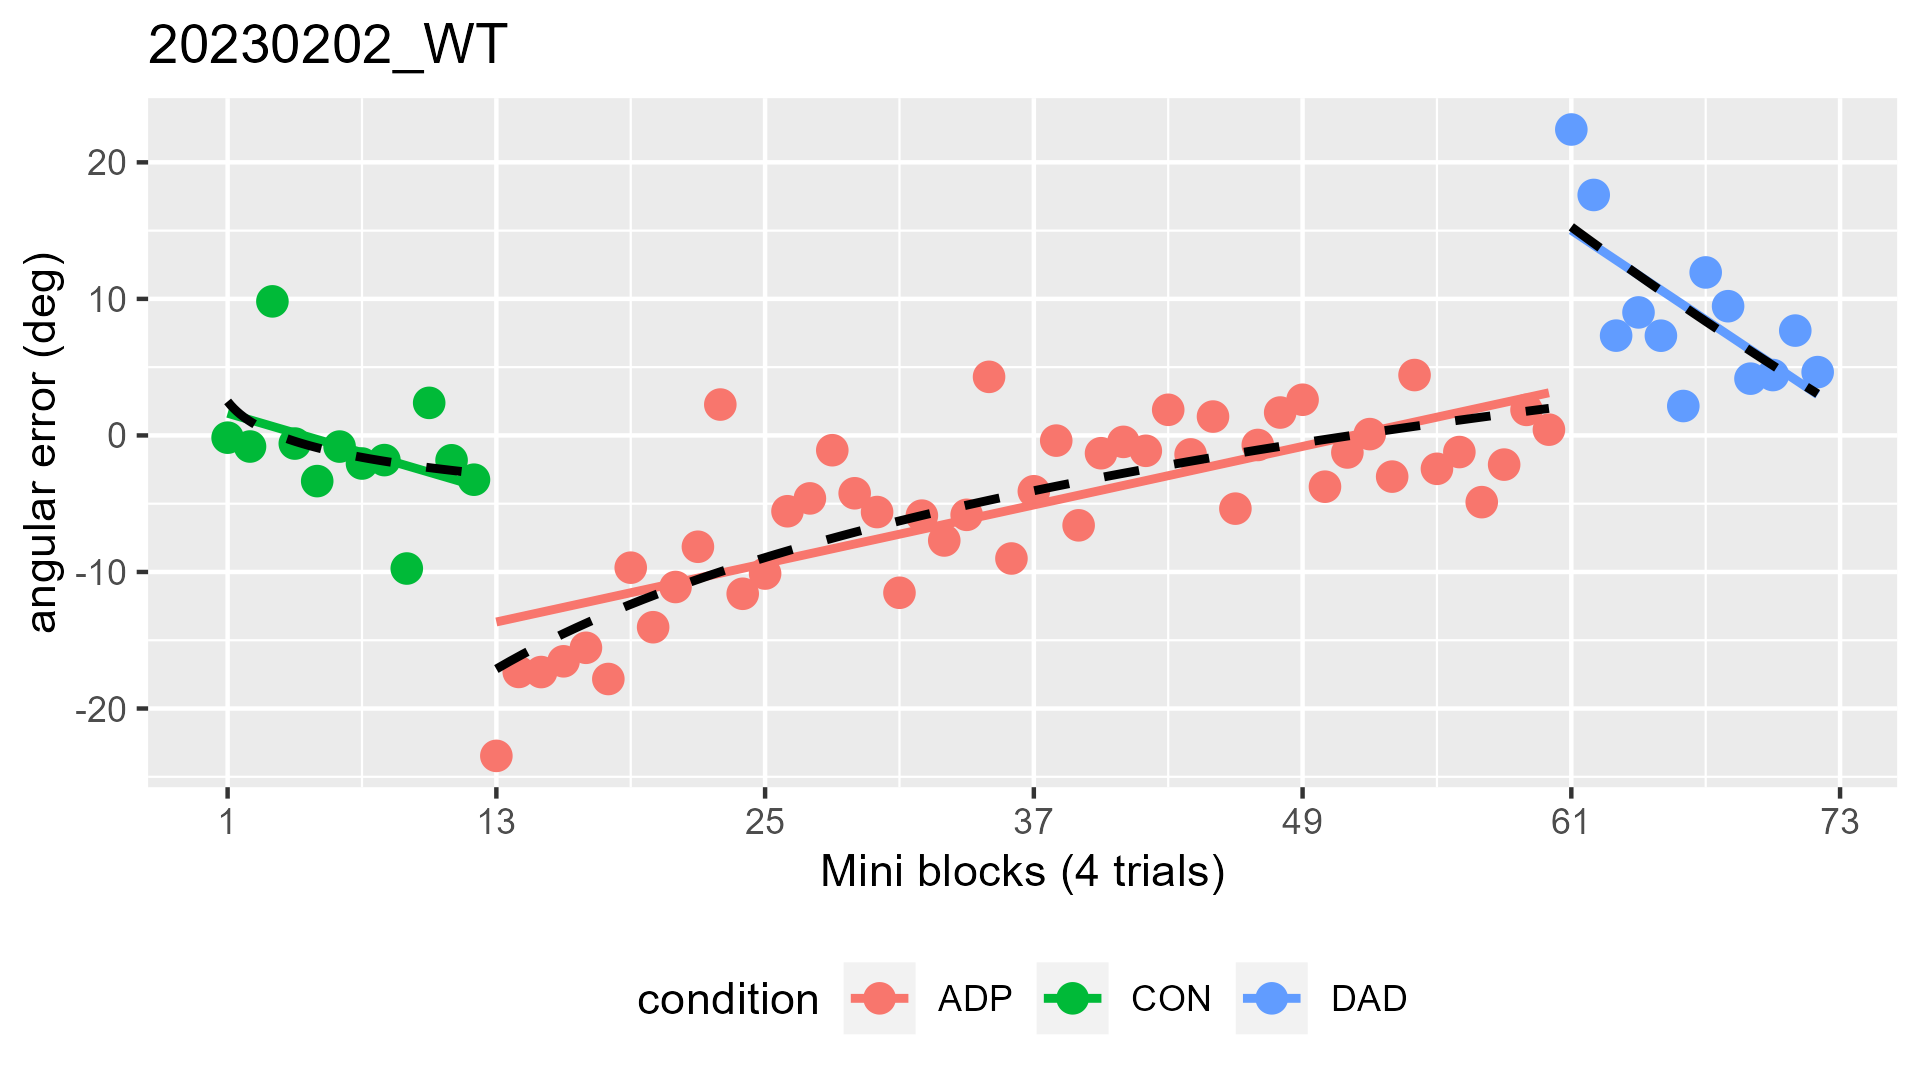 20230202_WT
angular error (deg)
20
10
0
-10
-20
1 13 25 37 49 61 73
Mini blocks (4 trials)
condition ADP CON DAD